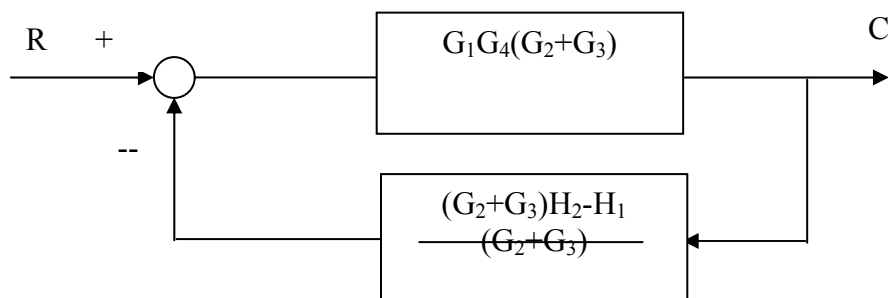 R + C
G₁G₄(G₂+G₃)
--
(G₂+G₃)H₂-H₁
(G₂+G₃)